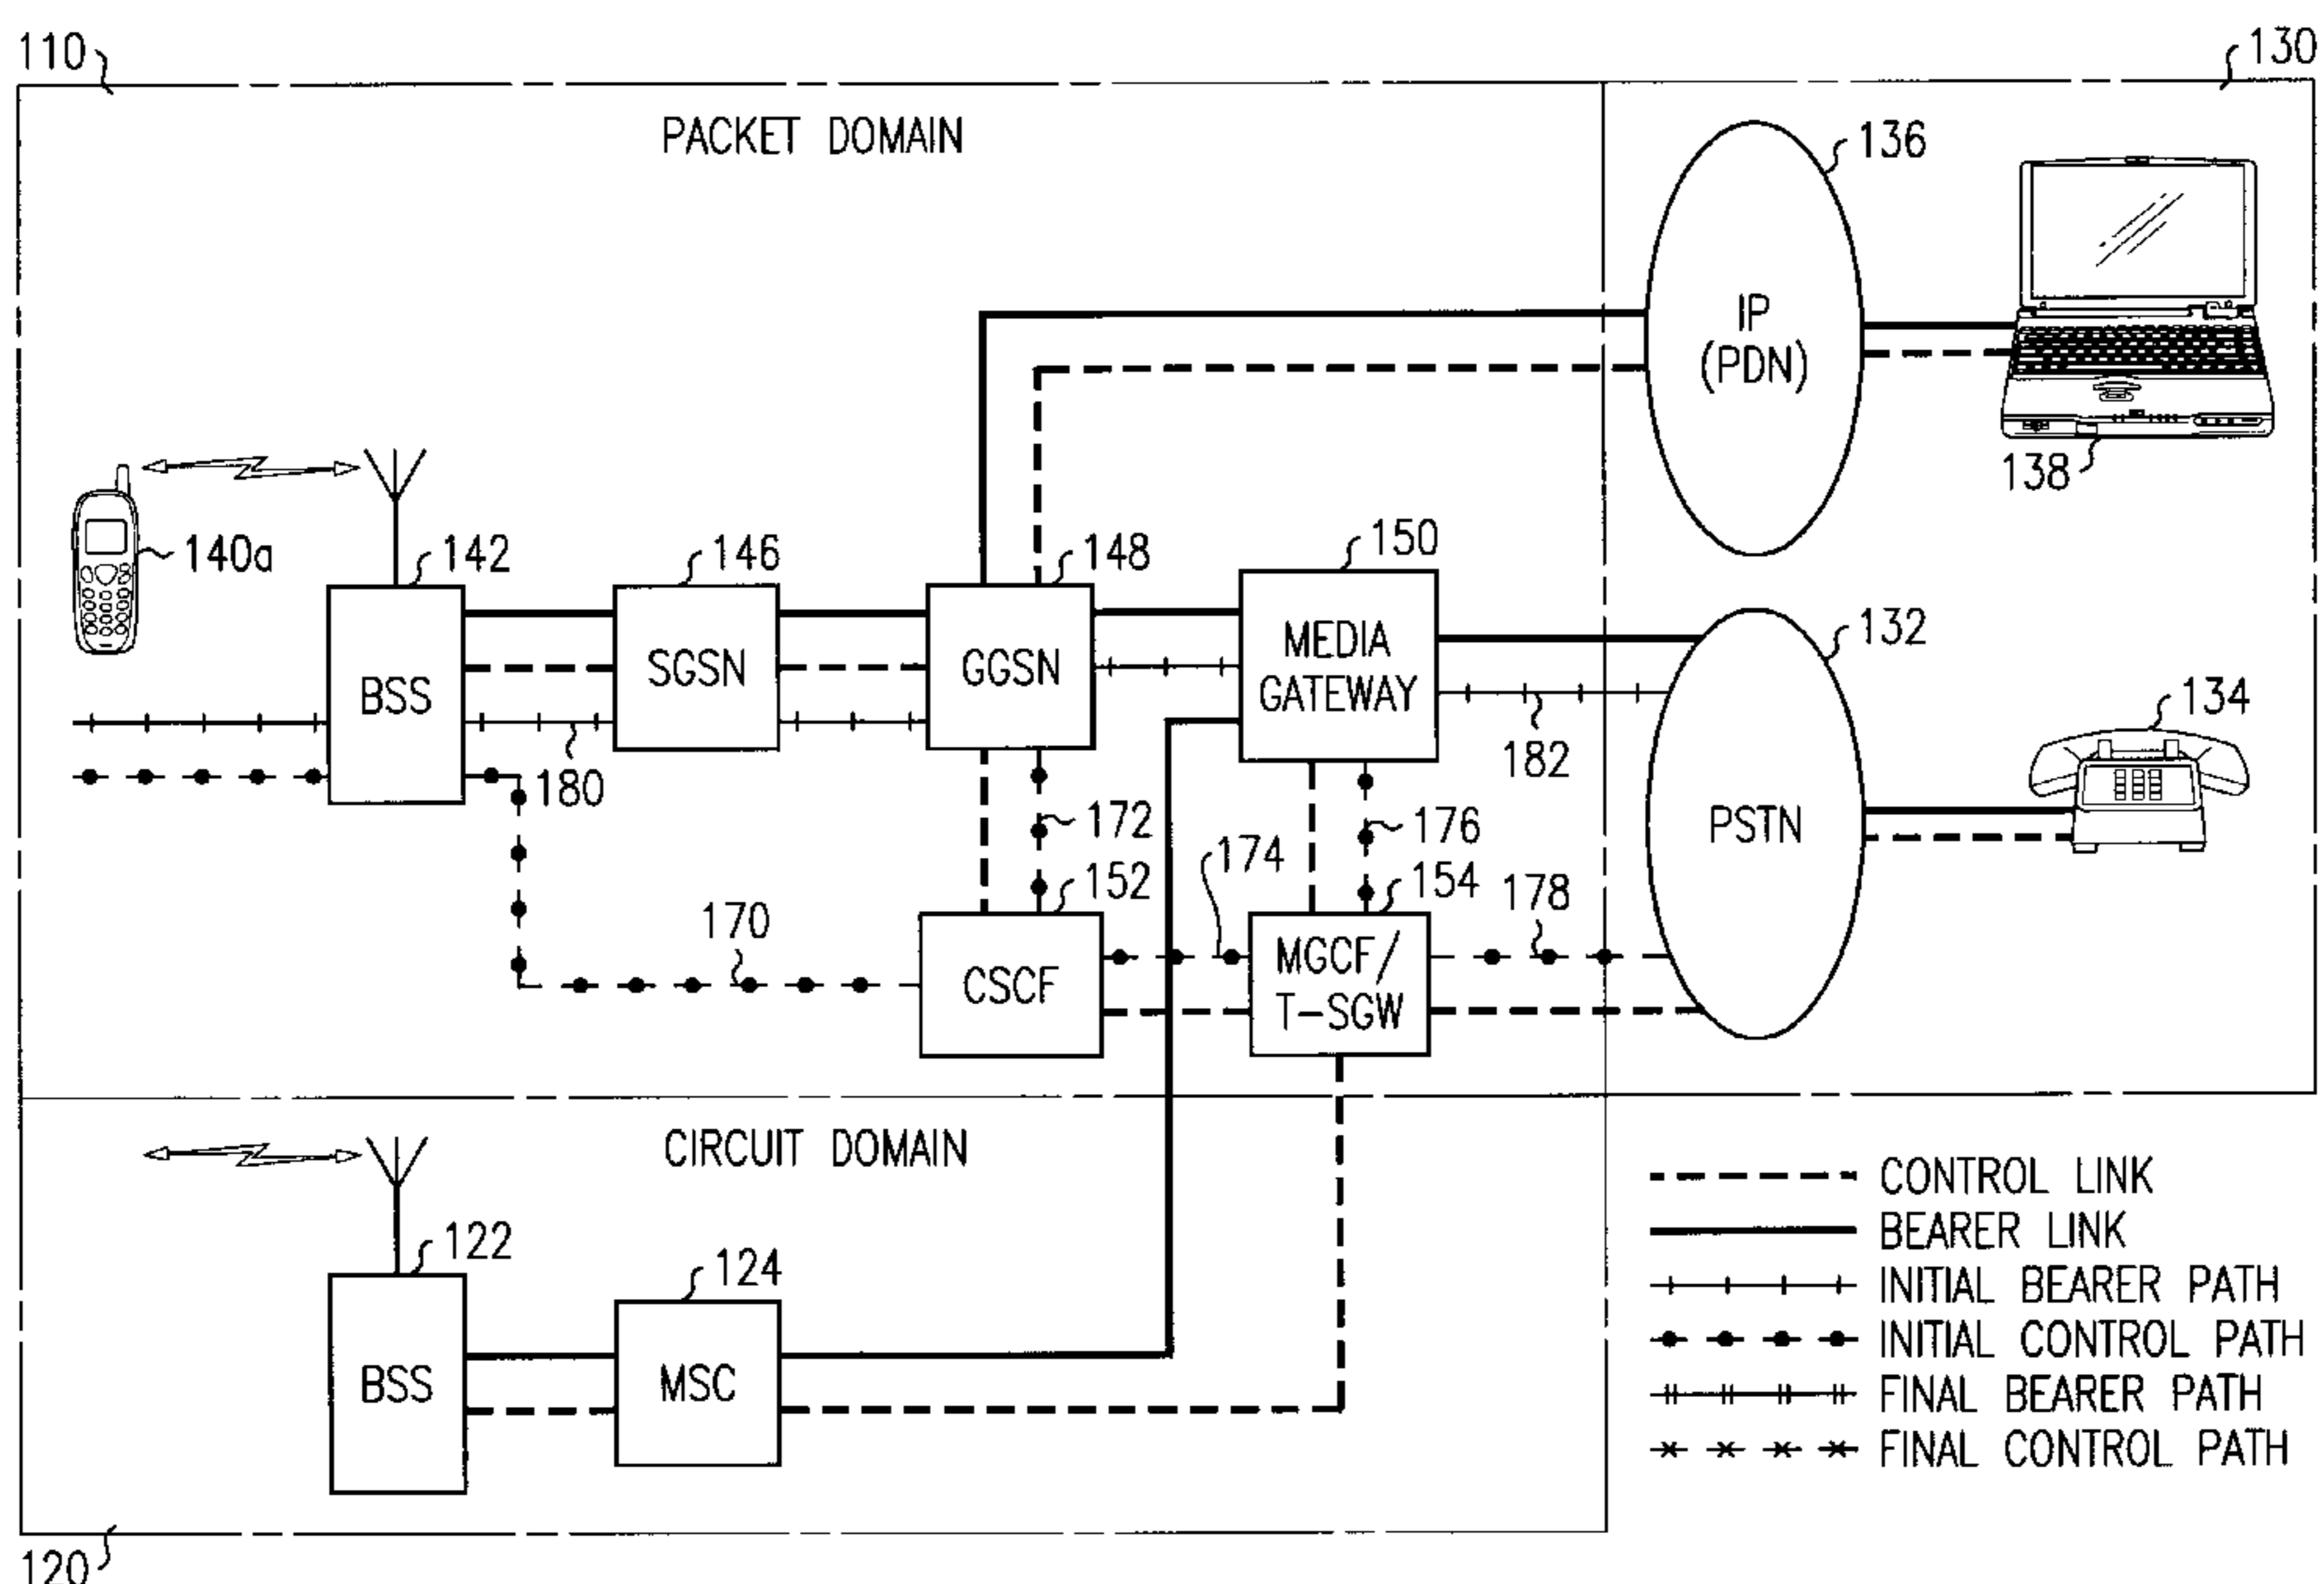 110
130
PACKET DOMAIN
136
IP
(PDN)
138
140a
142
146
148
150
132
BSS
SGSN
GGSN
MEDIA
GATEWAY
134
180
182
PSTN
172
176
174
152
154
178
170
CSCF
MGCF/
T-SGW
CIRCUIT DOMAIN
122
124
BSS
MSC
CONTROL LINK
BEARER LINK
INITIAL BEARER PATH
INITIAL CONTROL PATH
FINAL BEARER PATH
FINAL CONTROL PATH
120